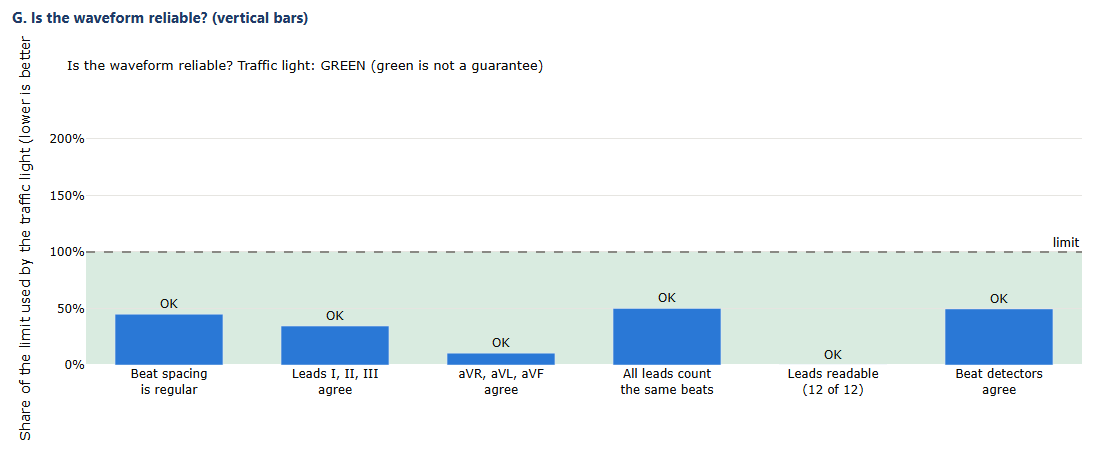 G. Is the waveform reliable? (vertical bars)
Share of the limit used by the traffic light (lower is better
Is the waveform reliable? Traffic light: GREEN (green is not a guarantee)
200%
150%
100%
50%
0%
limit
OK
OK
OK
OK
OK
OK
Beat spacing
is regular
Leads I, II, III
agree
aVR, aVL, aVF
agree
All leads count
the same beats
Leads readable
(12 of 12)
Beat detectors
agree